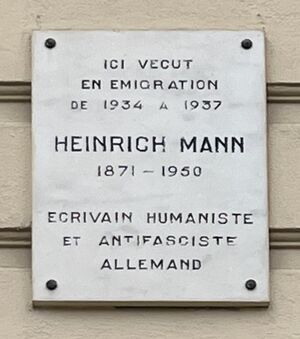 ICI VECUT
EN EMIGRATION
DE 1934 A 1937
HEINRICH MANN
1871 – 1950
ECRIVAIN HUMANISTE
ET ANTIFASCISTE
ALLEMAND